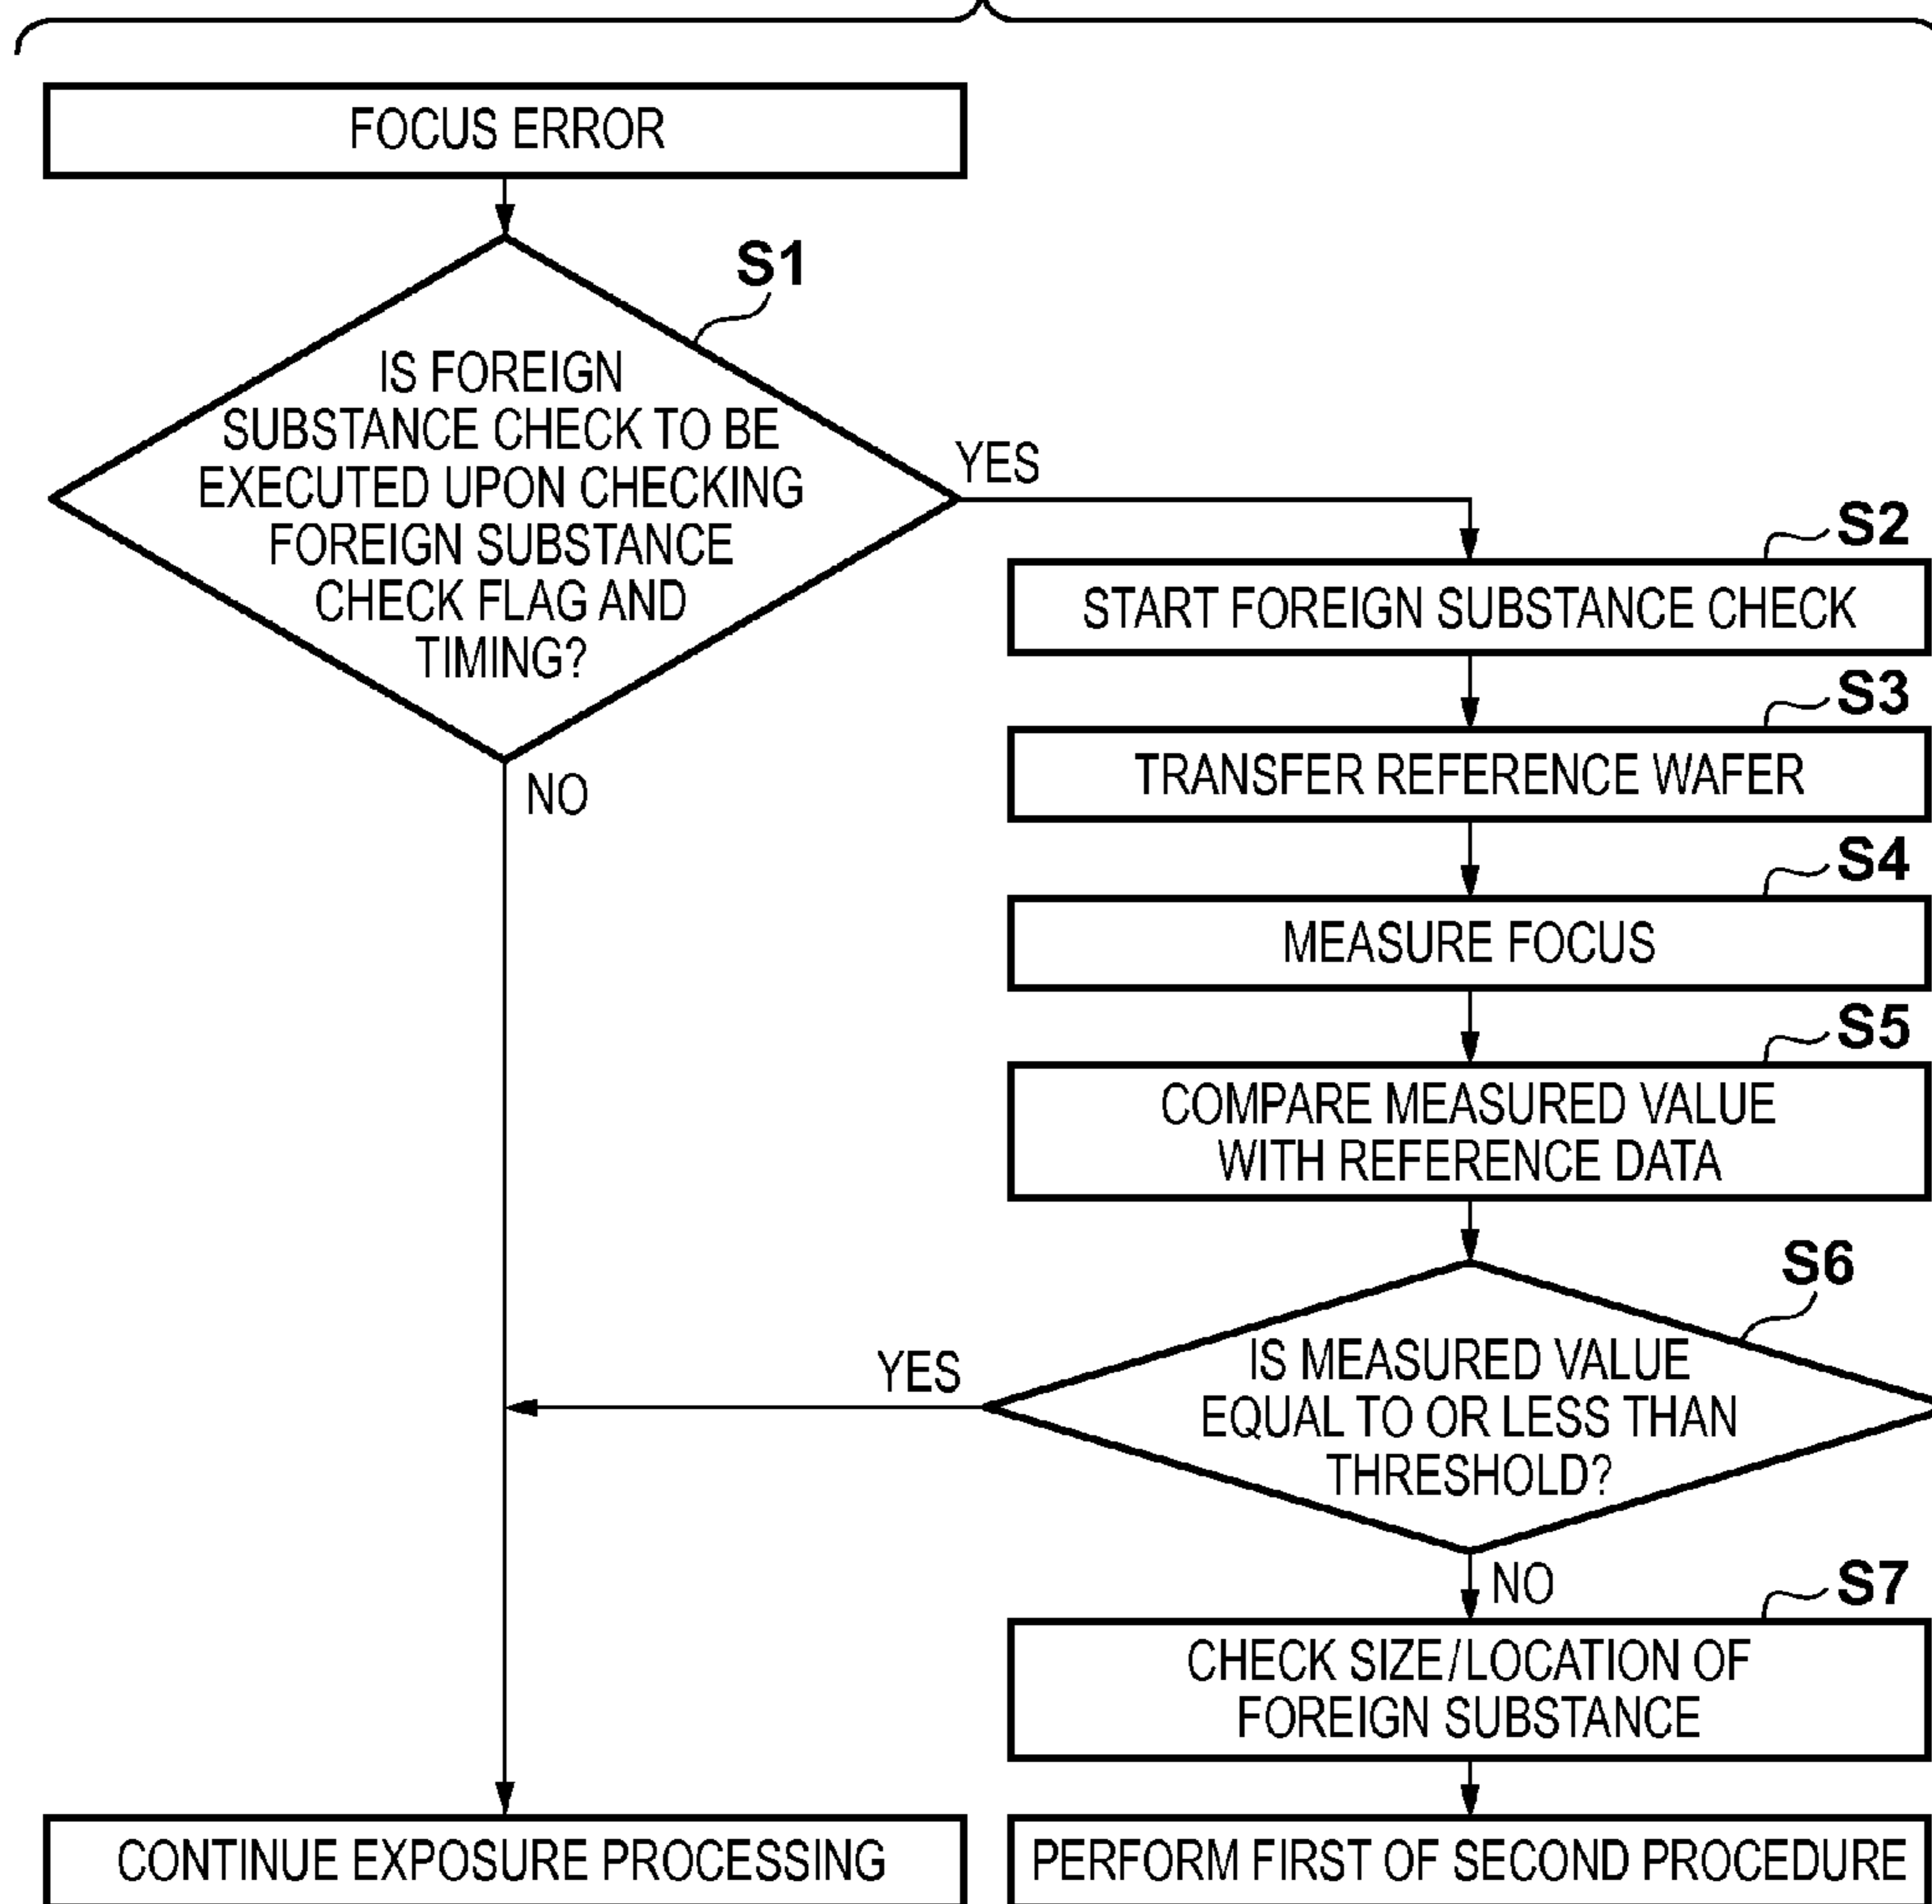 FOCUS ERROR
S1
IS FOREIGN
SUBSTANCE CHECK TO BE
EXECUTED UPON CHECKING
FOREIGN SUBSTANCE
CHECK FLAG AND
TIMING?
YES
NO
S2
START FOREIGN SUBSTANCE CHECK
S3
TRANSFER REFERENCE WAFER
S4
MEASURE FOCUS
S5
COMPARE MEASURED VALUE
WITH REFERENCE DATA
S6
IS MEASURED VALUE
EQUAL TO OR LESS THAN
THRESHOLD?
YES
NO
S7
CHECK SIZE/LOCATION OF
FOREIGN SUBSTANCE
CONTINUE EXPOSURE PROCESSING
PERFORM FIRST OF SECOND PROCEDURE